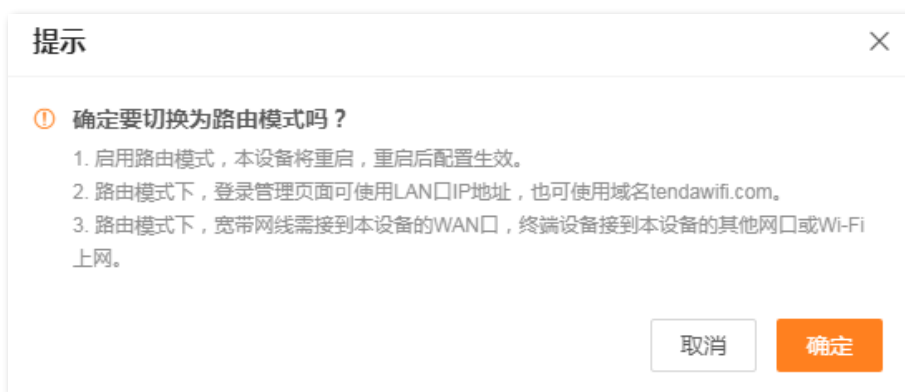 提示
确定要切换为路由模式吗？
1. 启用路由模式，本设备将重启，重启后配置生效。
2. 路由模式下，登录管理页面可使用LAN口IP地址，也可使用域名tendawifi.com。
3. 路由模式下，宽带网线需接到本设备的WAN口，终端设备接到本设备的其他网口或Wi-Fi
上网。
取消
确定